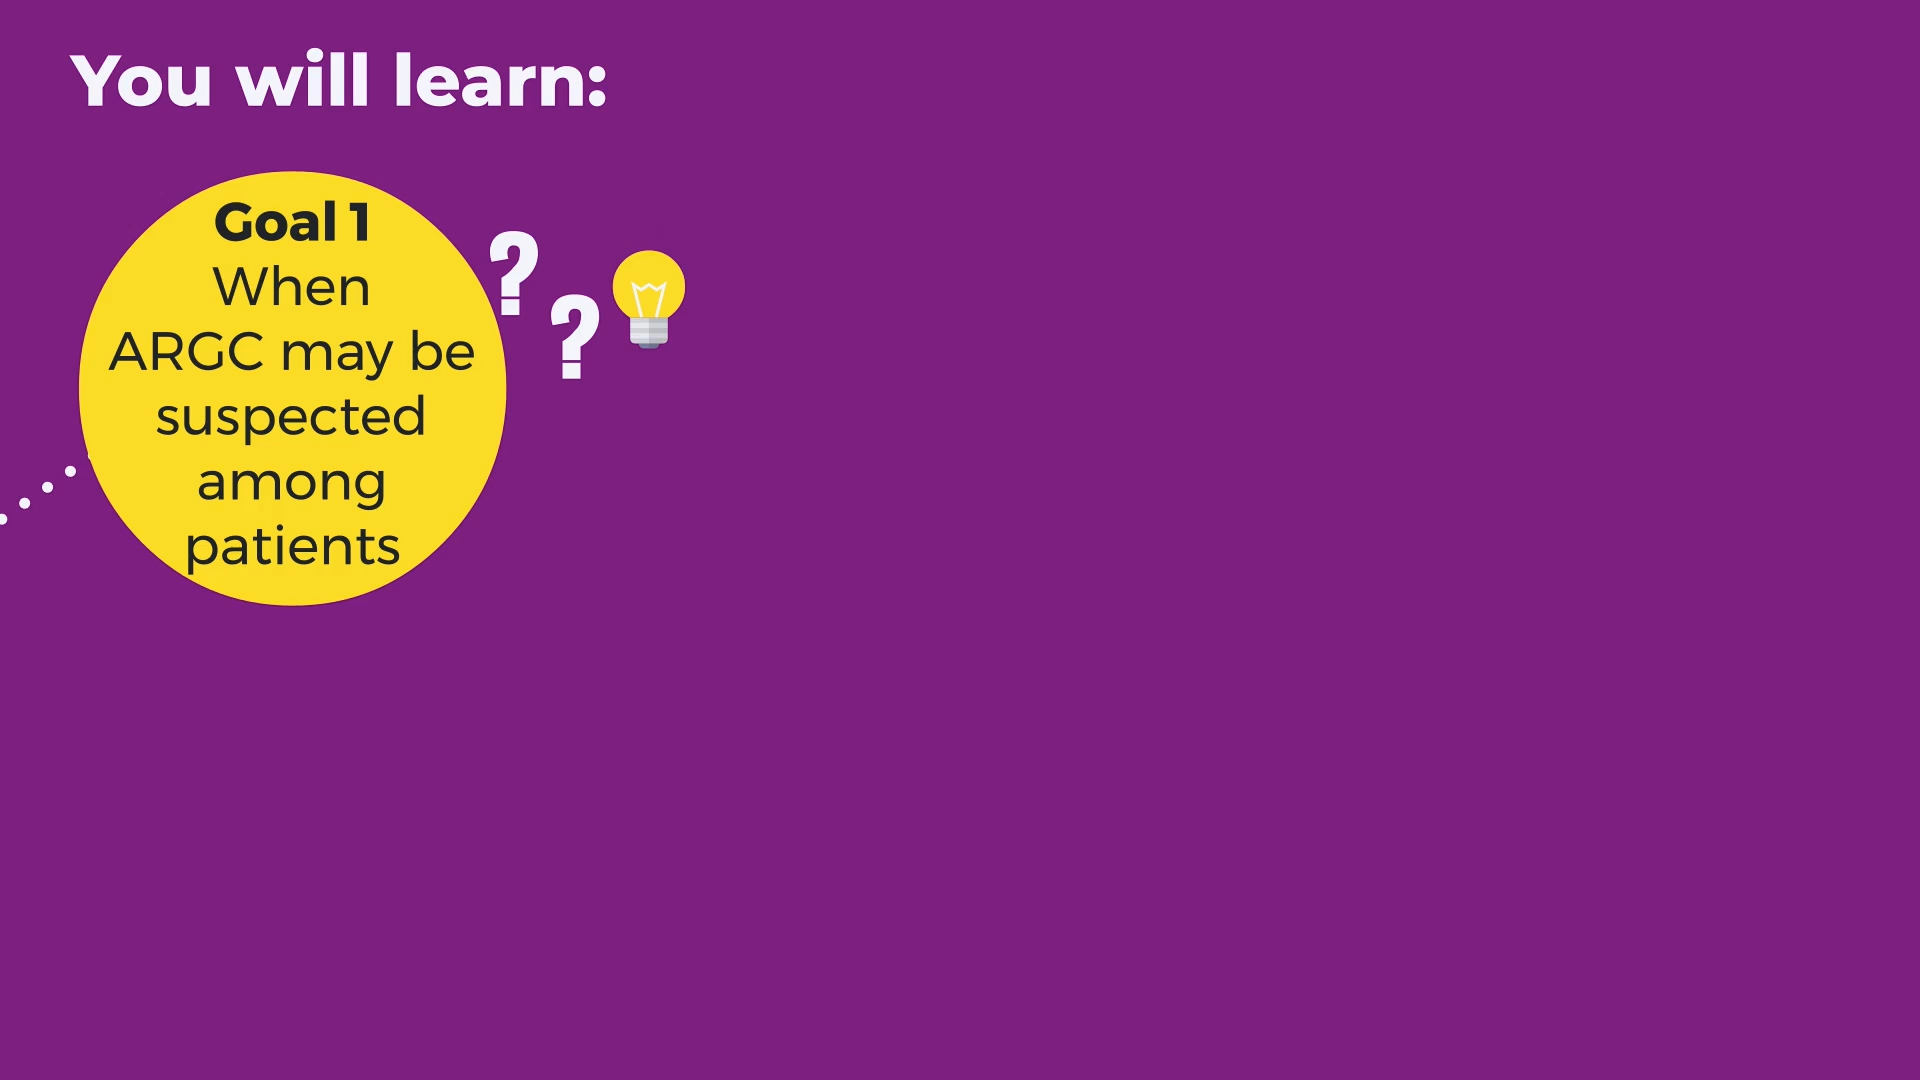 You will learn:
Goal 1
When
ARGC may be
suspected
among
patients
?
?